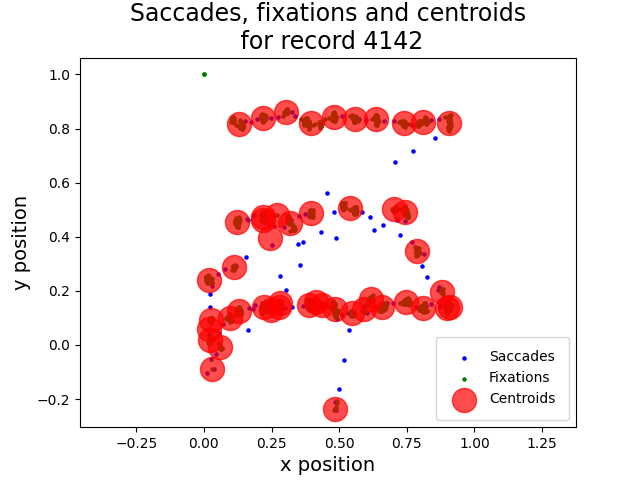 Saccades, fixations and centroids
for record 4142
y position
1.0
0.8
0.6
0.4
0.2
0.0
−0.2
Saccades
Fixations
Centroids
−0.25
0.00
0.25
0.50
0.75
1.00
1.25
x position